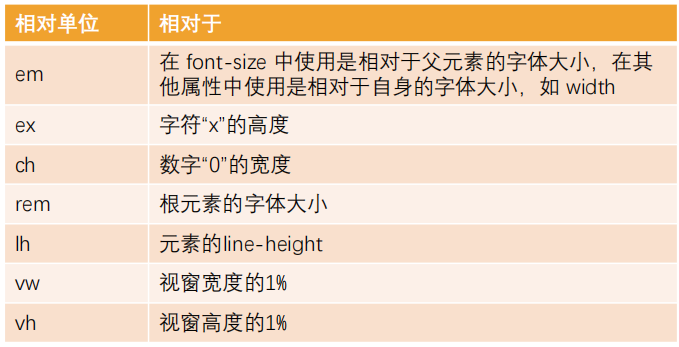 相对单位 相对于
em 在 font-size 中使用是相对于父元素的字体大小，在其
他属性中使用是相对于自身的字体大小，如 width
ex 字符“x”的高度
ch 数字“0”的宽度
rem 根元素的字体大小
lh 元素的line-height
vw 视窗宽度的1%
vh 视窗高度的1%